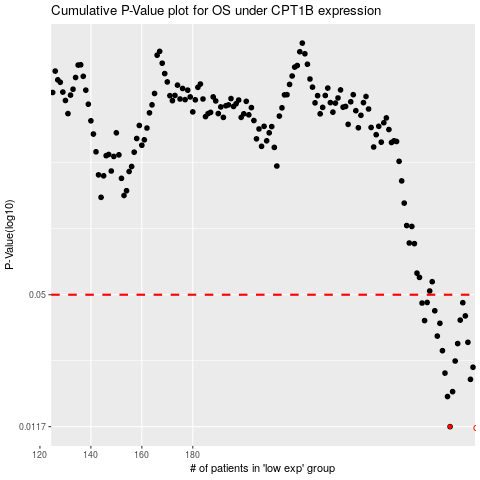 Cumulative P-Value plot for OS under CPT1B expression
P-Value(log10)
0.05
0.0117
120
140
160
180
# of patients in 'low exp' group